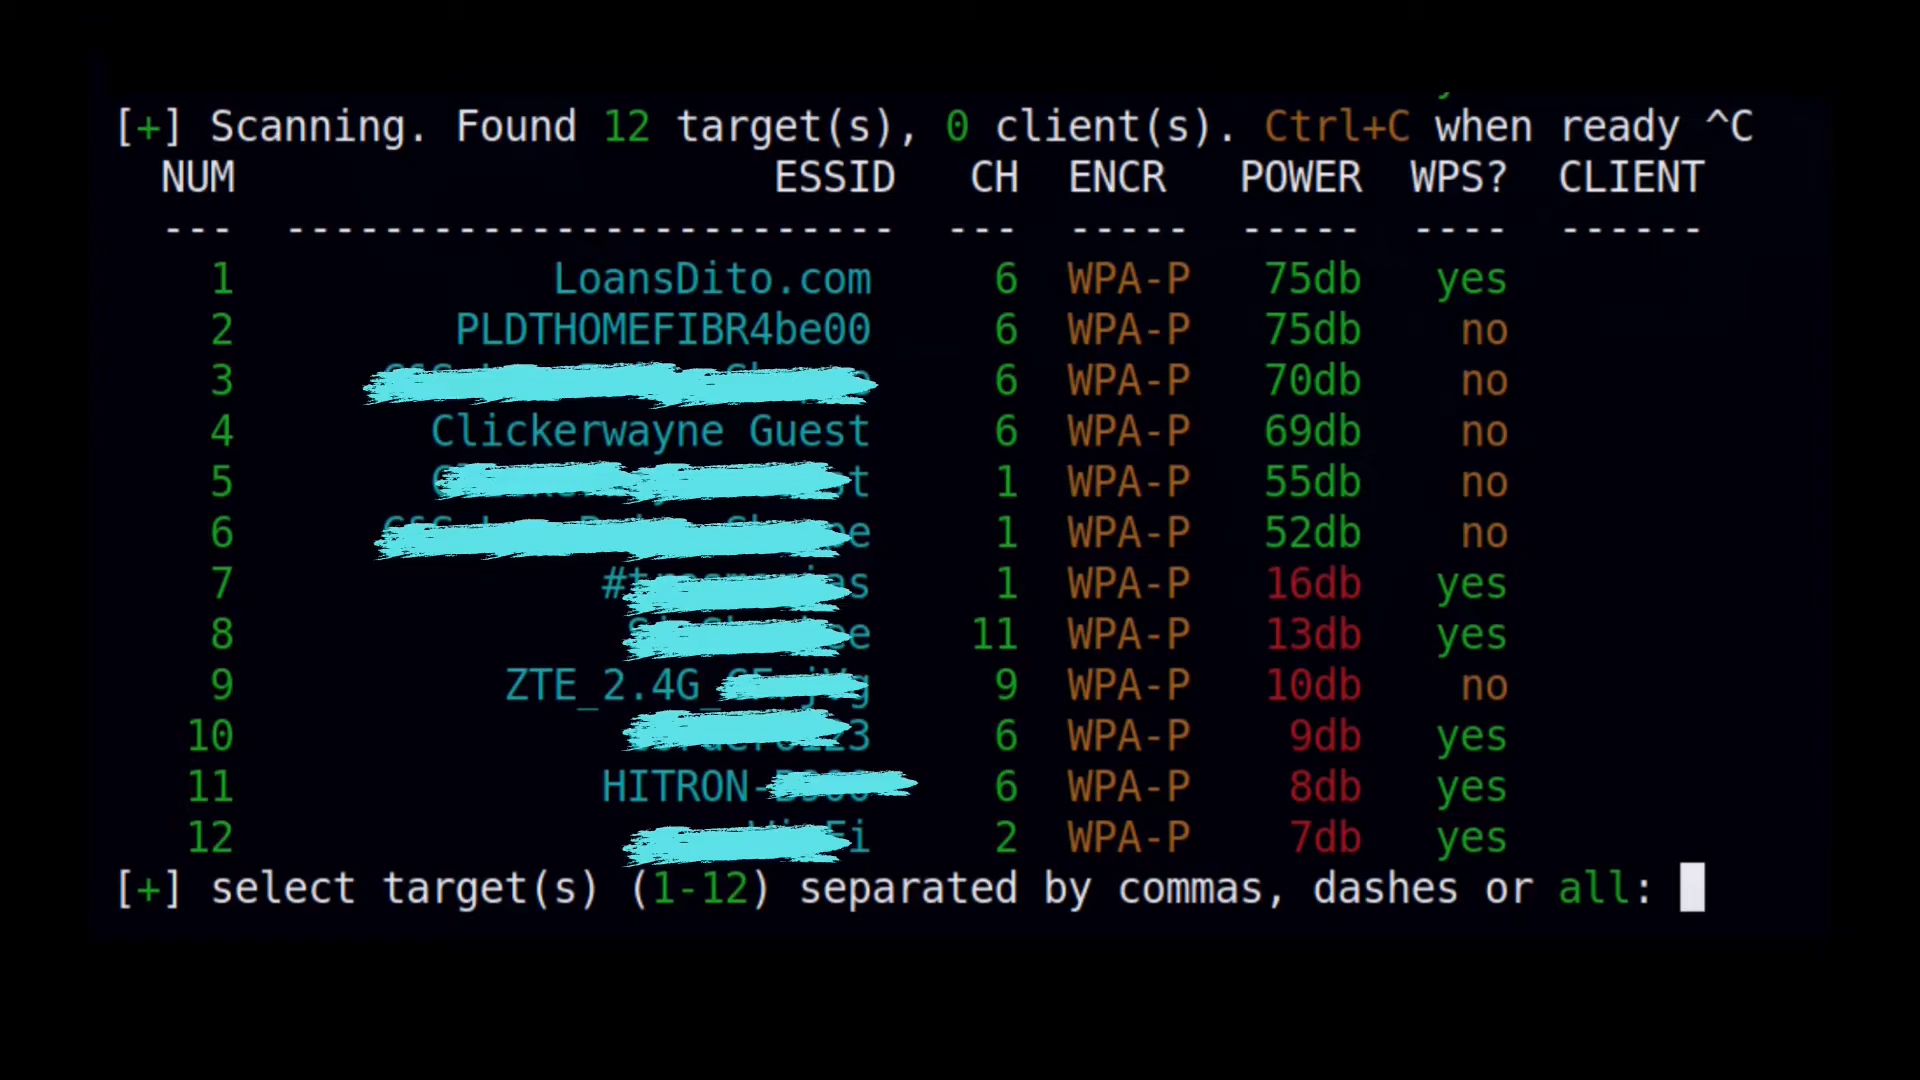 [+] Scanning. Found 12 target(s), 0 client(s). Ctrl+C when ready ^C
NUM ESSID CH ENCR POWER WPS? CLIENT
--- ------------------------- --- ----- ----- ---- ------
1 LoansDito.com 6 WPA-P 75db yes
2 PLDTHOMEFIBR4be00 6 WPA-P 75db no
3 6 WPA-P 70db no
4 Clickerwayne Guest 6 WPA-P 69db no
5 1 WPA-P 55db no
6 1 WPA-P 52db no
7 1 WPA-P 16db yes
8 11 WPA-P 13db yes
9 ZTE_2.4G_ 9 WPA-P 10db no
10 6 WPA-P 9db yes
11 HITRON- 6 WPA-P 8db yes
12 2 WPA-P 7db yes
[+] select target(s) (1-12) separated by commas, dashes or all: